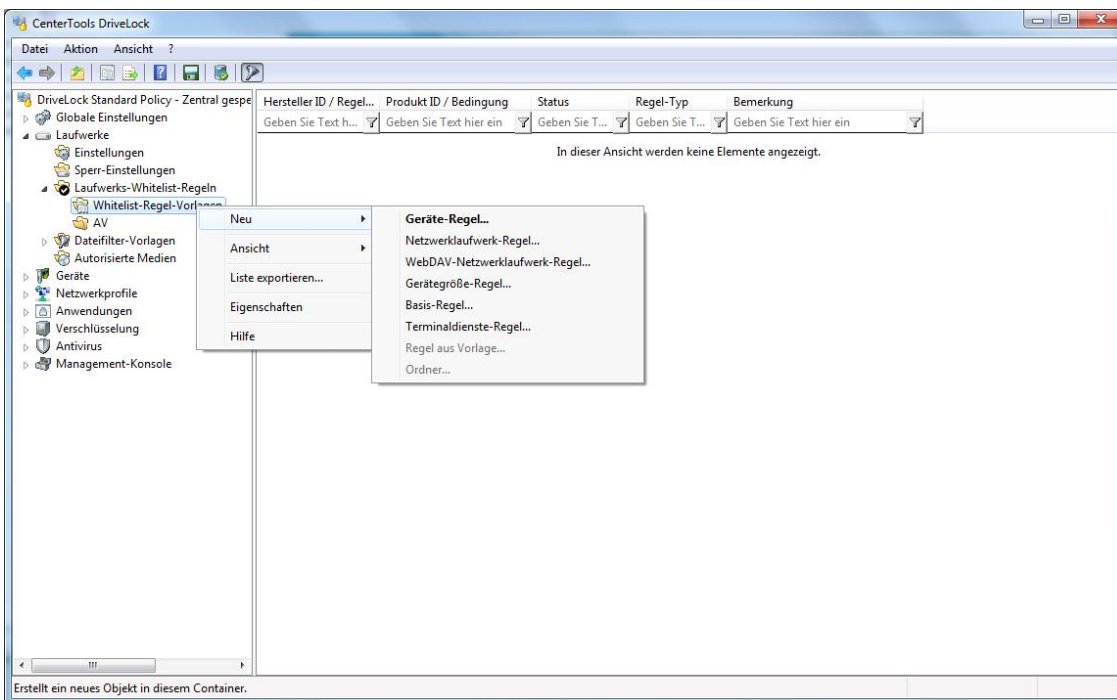 CenterTools DriveLock
Datei Aktion Ansicht ?
DriveLock Standard Policy - Zentral gespe
Globale Einstellungen
Laufwerke
Einstellungen
Sperr-Einstellungen
Laufwerks-Whitelist-Regeln
Whitelist-Regel-Vorlagen
AV
Dateifilter-Vorlagen
Autorisierte Medien
Geräte
Netzwerkprofile
Anwendungen
Verschlüsselung
Antivirus
Management-Konsole
Hersteller ID / Regel... Produkt ID / Bedingung Status Regel-Typ Bemerkung
Geben Sie Text h... Geben Sie Text hier ein Geben Sie T... Geben Sie T... Geben Sie Text hier ein
In dieser Ansicht werden keine Elemente angezeigt.
Neu
Ansicht
Liste exportieren...
Eigenschaften
Hilfe
Geräte-Regel...
Netzwerklaufwerk-Regel...
WebDAV-Netzwerklaufwerk-Regel...
Gerätegröße-Regel...
Basis-Regel...
Terminaldienste-Regel...
Regel aus Vorlage...
Ordner...
Erstellt ein neues Objekt in diesem Container.